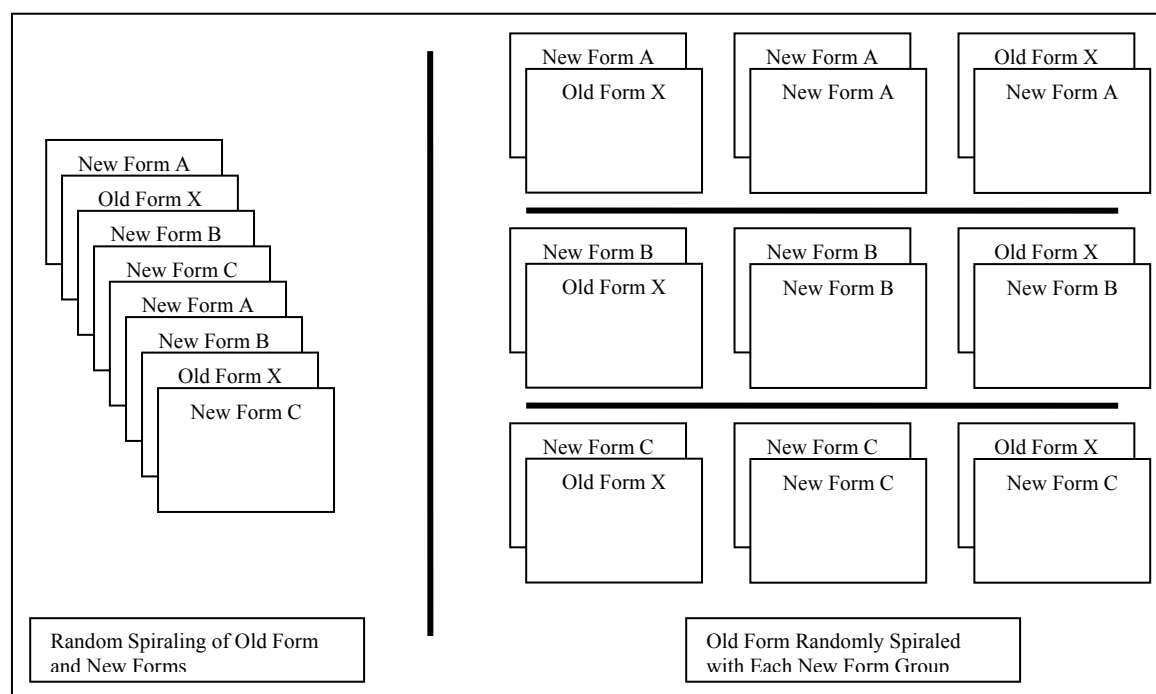 New Form A
Old Form X
New Form B
New Form C
New Form A
New Form B
Old Form X
New Form C
Random Spiraling of Old Form
and New Forms
New Form A
Old Form X
New Form A
New Form A
Old Form X
New Form A
New Form B
Old Form X
New Form B
New Form B
Old Form X
New Form B
New Form C
Old Form X
New Form C
New Form C
Old Form X
New Form C
Old Form Randomly Spiraled
with Each New Form Group